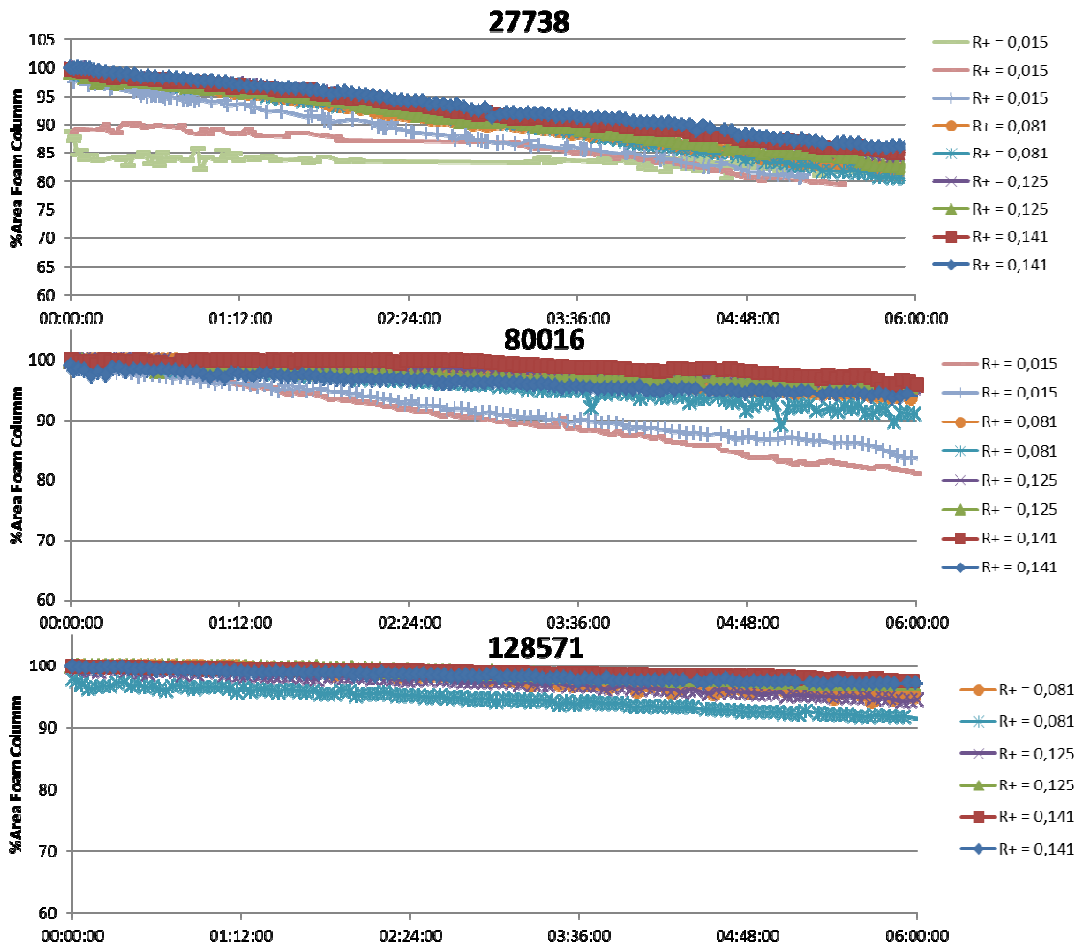 27738
%Area Foam Column
105
100
95
90
85
80
75
70
65
60
00:00:00 01:12:00 02:24:00 03:36:00 04:48:00 06:00:00
R+ = 0,015
R+ = 0,015
R+ = 0,015
R+ = 0,081
R+ = 0,081
R+ = 0,125
R+ = 0,125
R+ = 0,141
R+ = 0,141
80016
%Area Foam Column
100
90
80
70
60
00:00:00 01:12:00 02:24:00 03:36:00 04:48:00 06:00:00
R+ = 0,015
R+ = 0,015
R+ = 0,081
R+ = 0,081
R+ = 0,125
R+ = 0,125
R+ = 0,141
R+ = 0,141
128571
%Area Foam Column
100
90
80
70
60
00:00:00 01:12:00 02:24:00 03:36:00 04:48:00 06:00:00
R+ = 0,081
R+ = 0,081
R+ = 0,125
R+ = 0,125
R+ = 0,141
R+ = 0,141